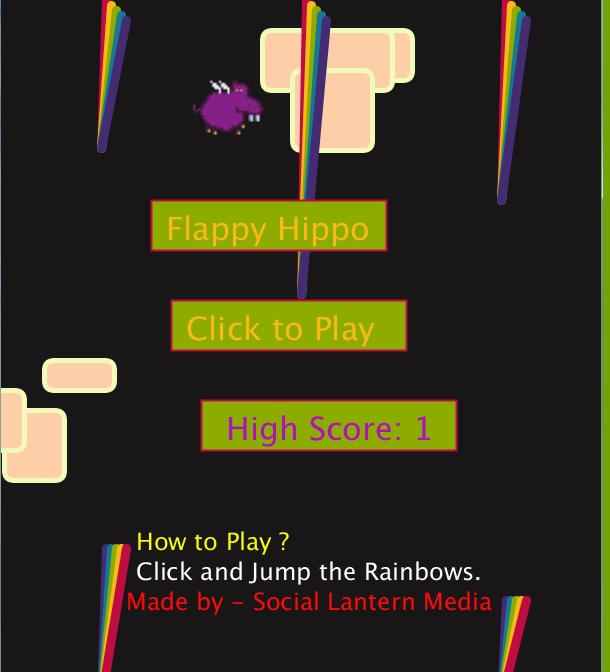 Flappy Hippo
Click to Play
High Score: 1
How to Play ?
Click and Jump the Rainbows.
Made by – Social Lantern Media